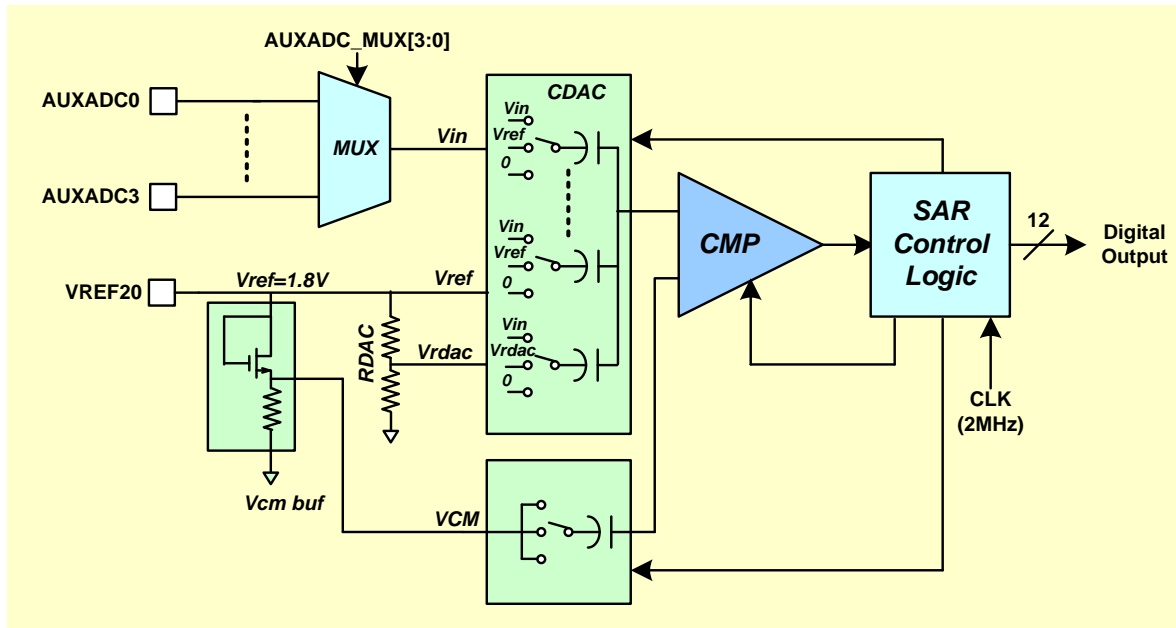 AUXADC_MUX[3:0]
AUXADC0
AUXADC3
MUX
Vin
CDAC
Vin
Vref
0
Vin
Vref
0
Vin
Vrdac
0
CMP
SAR
Control
Logic
12
Digital
Output
VREF20
Vref=1.8V
Vref
RDAC
Vrdac
CLK
(2MHz)
Vcm buf
VCM